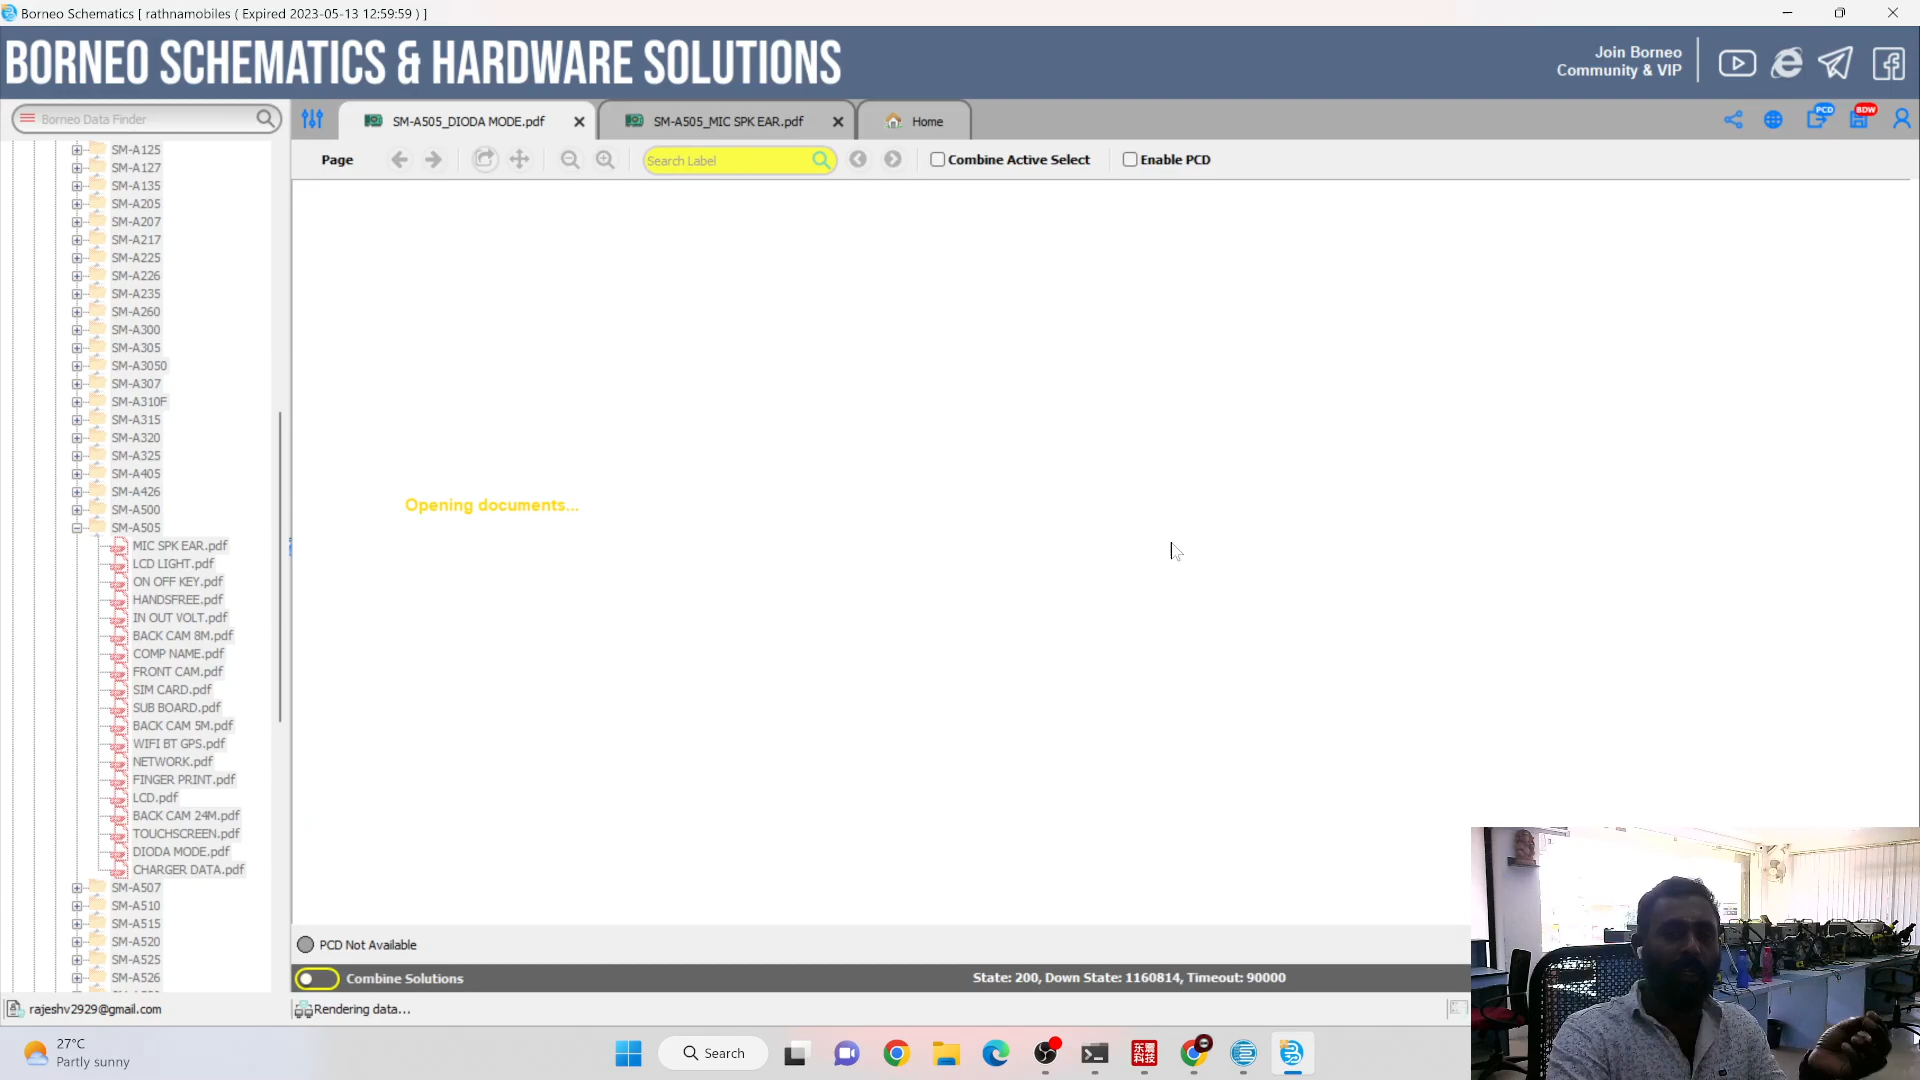 Borneo Schematics [ rathnamobiles ( Expired 2023-05-13 12:59:59 ) ]
BORNEO SCHEMATICS & HARDWARE SOLUTIONS
Join Borneo
Community & VIP
Borneo Data Finder
SM-A505_DIODA MODE.pdf
SM-A505_MIC SPK EAR.pdf
Home
PCD
BDW
Page
Search Label
Combine Active Select
Enable PCD
SM-A125
SM-A127
SM-A135
SM-A205
SM-A207
SM-A217
SM-A225
SM-A226
SM-A235
SM-A260
SM-A300
SM-A305
SM-A3050
SM-A307
SM-A310F
SM-A315
SM-A320
SM-A325
SM-A405
SM-A426
SM-A500
SM-A505
MIC SPK EAR.pdf
LCD LIGHT.pdf
ON OFF KEY.pdf
HANDSFREE.pdf
IN OUT VOLT.pdf
BACK CAM 8M.pdf
COMP NAME.pdf
FRONT CAM.pdf
SIM CARD.pdf
SUB BOARD.pdf
BACK CAM 5M.pdf
WIFI BT GPS.pdf
NETWORK.pdf
FINGER PRINT.pdf
LCD.pdf
BACK CAM 24M.pdf
TOUCHSCREEN.pdf
DIODA MODE.pdf
CHARGER DATA.pdf
SM-A507
SM-A510
SM-A515
SM-A520
SM-A525
SM-A526
Opening documents...
PCD Not Available
Combine Solutions
State: 200, Down State: 1160814, Timeout: 90000
rajeshv2929@gmail.com
Rendering data...
27°C
Partly sunny
Search
东震
科技